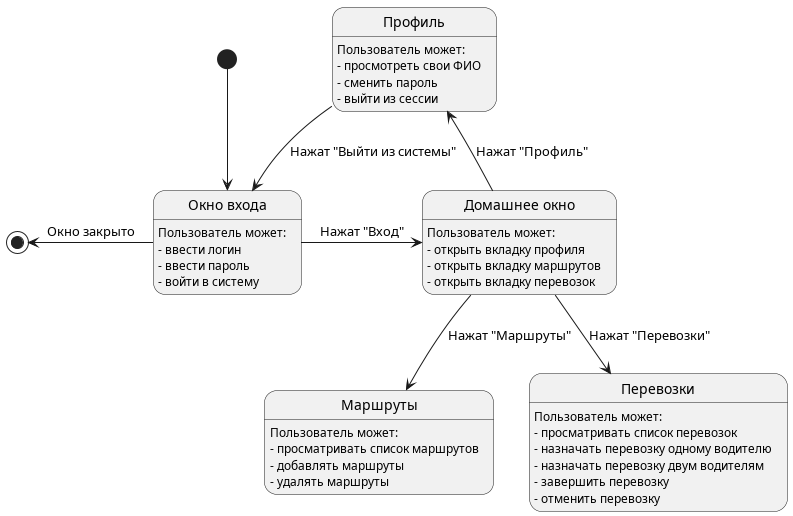 Профиль
Пользователь может:
- просмотреть свои ФИО
- сменить пароль
- выйти из сессии
Нажат "Выйти из системы"
Нажат "Профиль"
Окно входа
Пользователь может:
- ввести логин
- ввести пароль
- войти в систему
Окно закрыто
Нажат "Вход"
Домашнее окно
Пользователь может:
- открыть вкладку профиля
- открыть вкладку маршрутов
- открыть вкладку перевозок
Нажат "Маршруты"
Нажат "Перевозки"
Маршруты
Пользователь может:
- просматривать список маршрутов
- добавлять маршруты
- удалять маршруты
Перевозки
Пользователь может:
- просматривать список перевозок
- назначать перевозку одному водителю
- назначать перевозку двум водителям
- завершить перевозку
- отменить перевозку